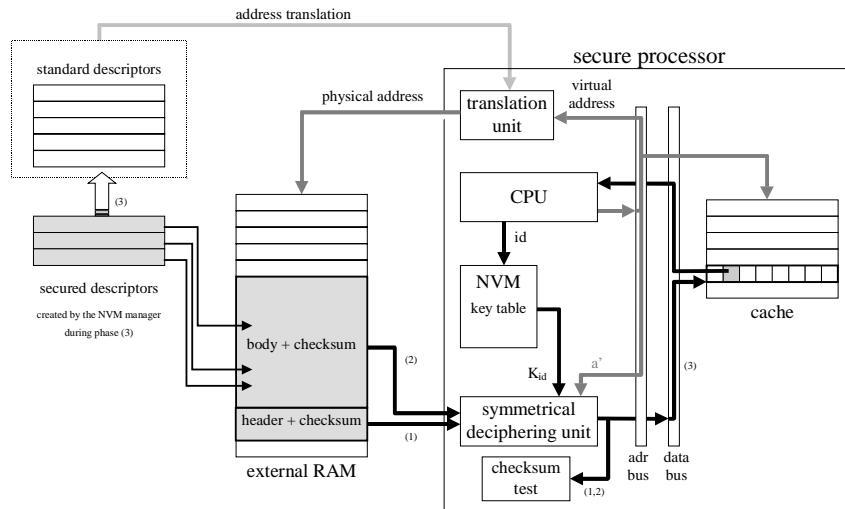 address translation
secure processor
standard descriptors
physical address
virtual
address
translation
unit
(3)
CPU
id
NVM
key table
secured descriptors
created by the NVM manager
during phase (3)
cache
body + checksum
(2)
K_id
a'
(3)
header + checksum
(1)
symmetrical
deciphering unit
external RAM
checksum
test
(1,2)
adr
bus
data
bus